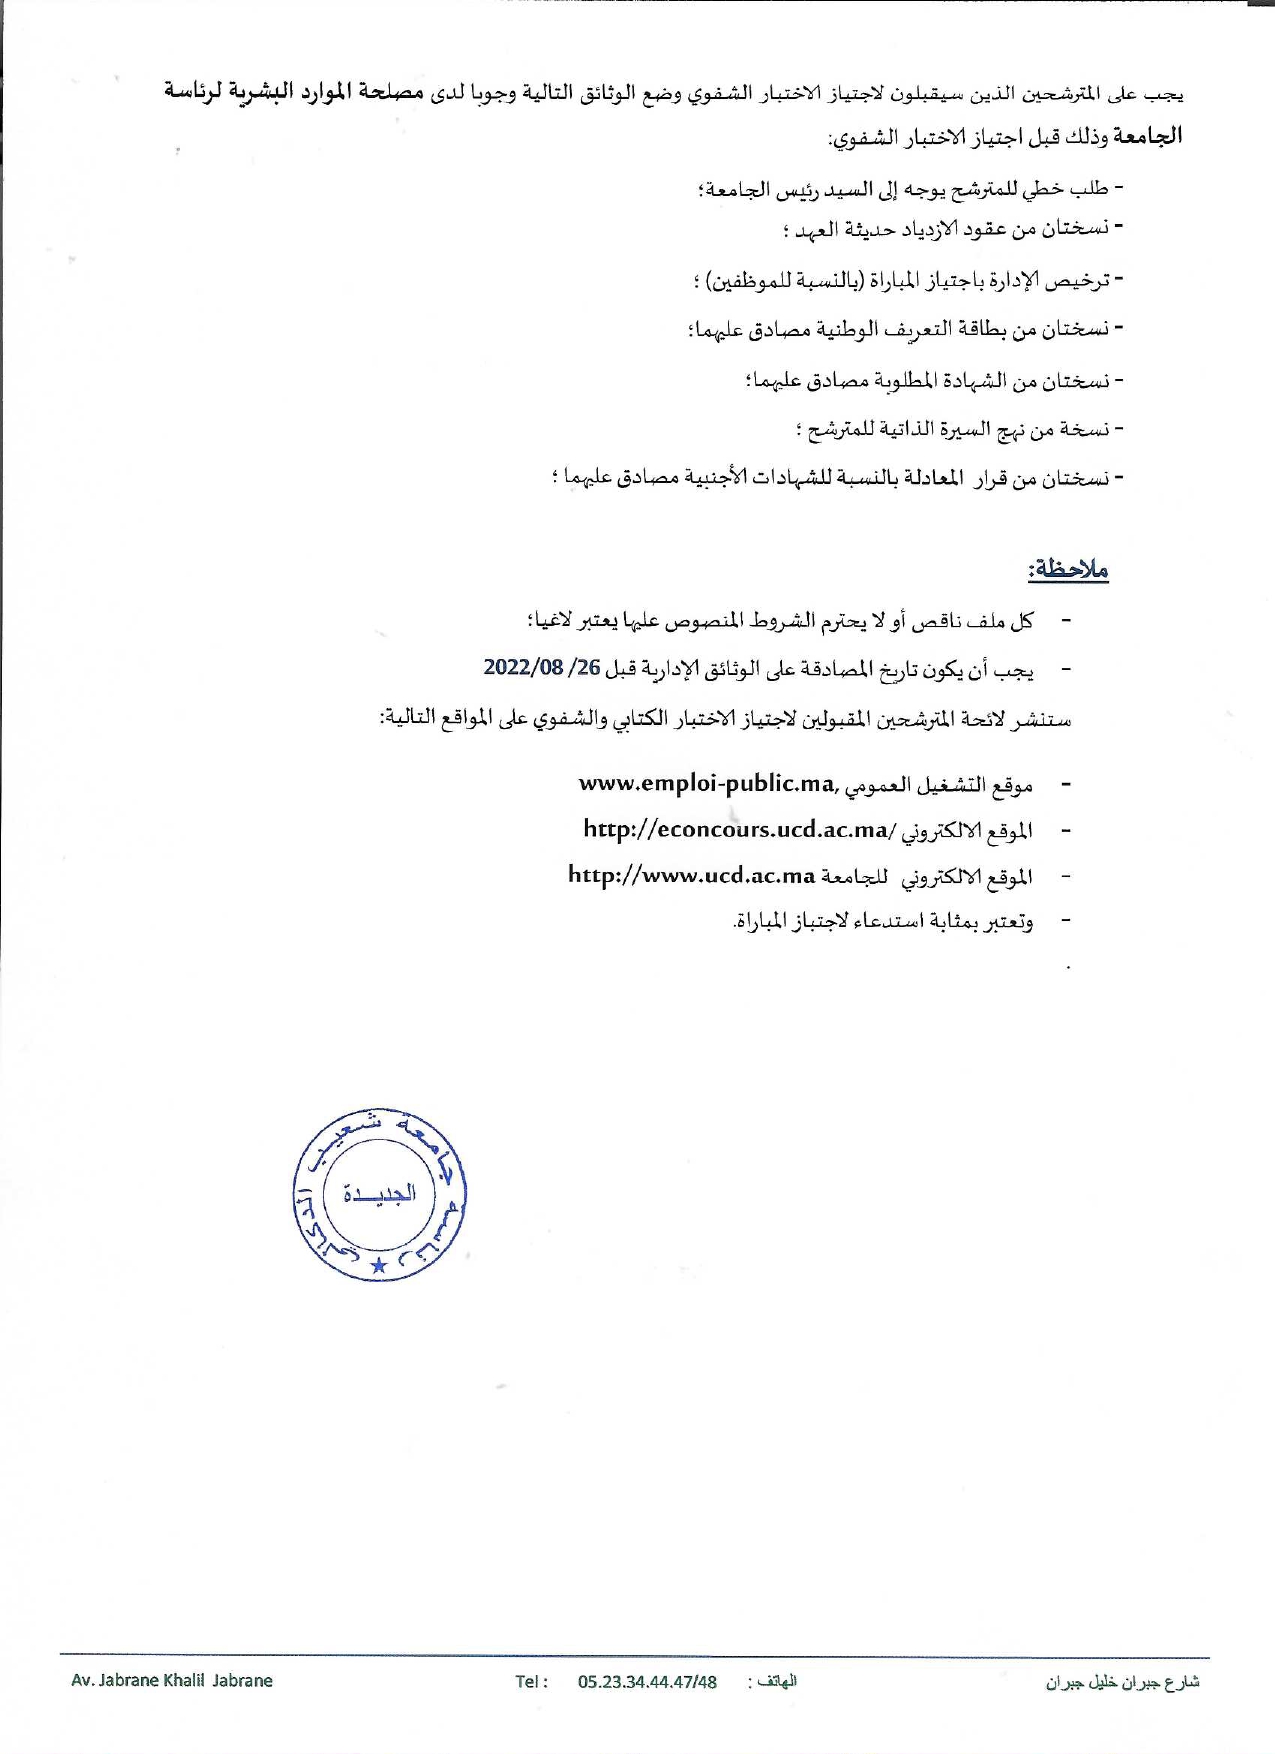 يجب على المترشحين الذين سيقبلون لاجتياز الاختبار الشفوي وضع الوثائق التالية وجوبا لدى مصلحة الموارد البشرية لرئاسة
الجامعة وذلك قبل اجتياز الاختبار الشفوي:
- طلب خطي للمترشح يوجه إلى السيد رئيس الجامعة؛
- نسختان من عقود الازدياد حديثة العهد ؛
- ترخيص الإدارة باجتياز المباراة (بالنسبة للموظفين) ؛
- نسختان من بطاقة التعريف الوطنية مصادق عليهما؛
- نسختان من الشهادة المطلوبة مصادق عليهما؛
- نسخة من نهج السيرة الذاتية للمترشح ؛
- نسختان من قرار المعادلة بالنسبة للشهادات الأجنبية مصادق عليهما ؛
ملاحظة:
- كل ملف ناقص أو لا يحترم الشروط المنصوص عليها يعتبر لاغيا؛
- يجب أن يكون تاريخ المصادقة على الوثائق الإدارية قبل 26/ 2022/08
ستنشر لائحة المترشحين المقبولين لاجتياز الاختبار الكتابي والشفوي على المواقع التالية:
- موقع التشغيل العمومي www.emploi-public.ma,
- الموقع الالكتروني http://econcours.ucd.ac.ma/
- الموقع الالكتروني للجامعة http://www.ucd.ac.ma
- وتعتبر بمثابة استدعاء لاجتباز المباراة.
.
رئاسة جامعة شعيب الدكالي
الجديدة
Av. Jabrane Khalil Jabrane Tel : 05.23.34.44.47/48 الهاتف : شارع جبران خليل جبران